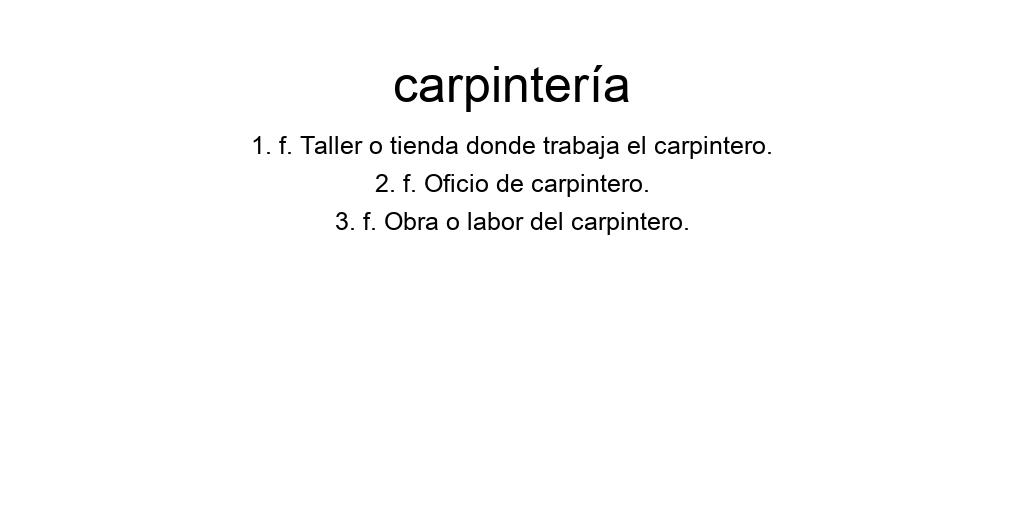 carpintería
1. f. Taller o tienda donde trabaja el carpintero.
2. f. Oficio de carpintero.
3. f. Obra o labor del carpintero.